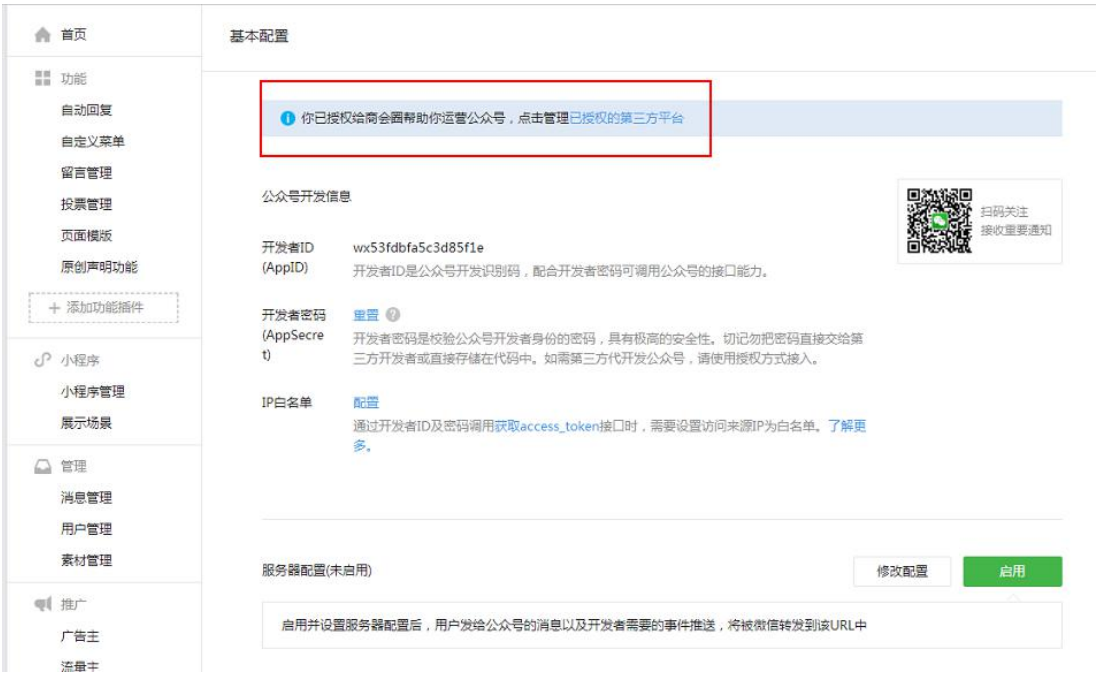 首页
功能
自动回复
自定义菜单
留言管理
投票管理
页面模版
原创声明功能
+ 添加功能插件
小程序
小程序管理
展示场景
管理
消息管理
用户管理
素材管理
推广
广告主
流量主
基本配置
你已授权给商会圈帮助你运营公众号，点击管理已授权的第三方平台
公众号开发信息
扫码关注
接收重要通知
开发者ID
(AppID)
wx53fdbfa5c3d85f1e
开发者ID是公众号开发识别码，配合开发者密码可调用公众号的接口能力。
开发者密码
(AppSecre
t)
重置
开发者密码是校验公众号开发者身份的密码，具有极高的安全性。切记勿把密码直接交给第
三方开发者或直接存储在代码中。如需第三方代开发公众号，请使用授权方式接入。
IP白名单
配置
通过开发者ID及密码调用获取access_token接口时，需要设置访问来源IP为白名单。了解更
多。
服务器配置(未启用)
修改配置
启用
启用并设置服务器配置后，用户发给公众号的消息以及开发者需要的事件推送，将被微信转发到该URL中